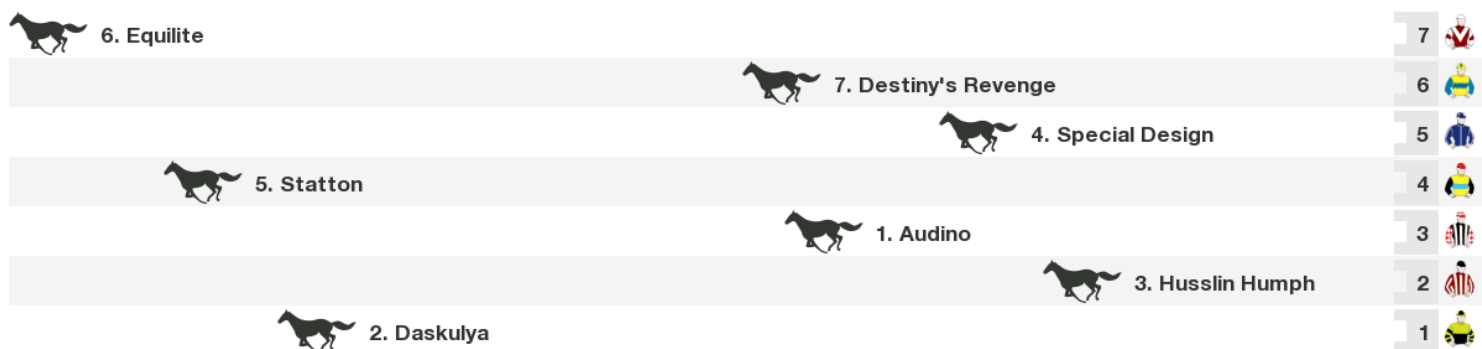 6. Equilite 7
7. Destiny's Revenge 6
4. Special Design 5
5. Statton 4
1. Audino 3
3. Husslin Humph 2
2. Daskulya 1